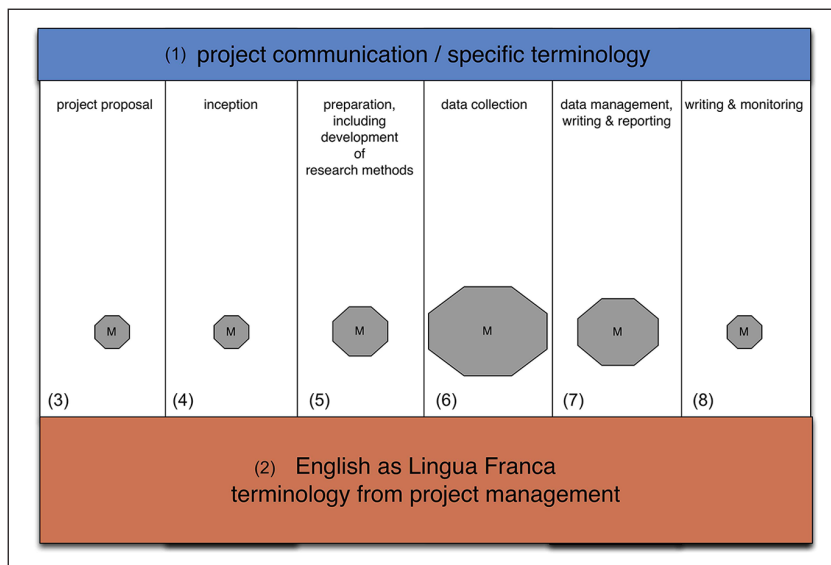 (1) project communication / specific terminology
project proposal
inception
preparation,
including
development
of
research methods
data collection
data management,
writing & reporting
writing & monitoring
M
M
M
M
M
M
(3)
(4)
(5)
(6)
(7)
(8)
(2) English as Lingua Franca
terminology from project management